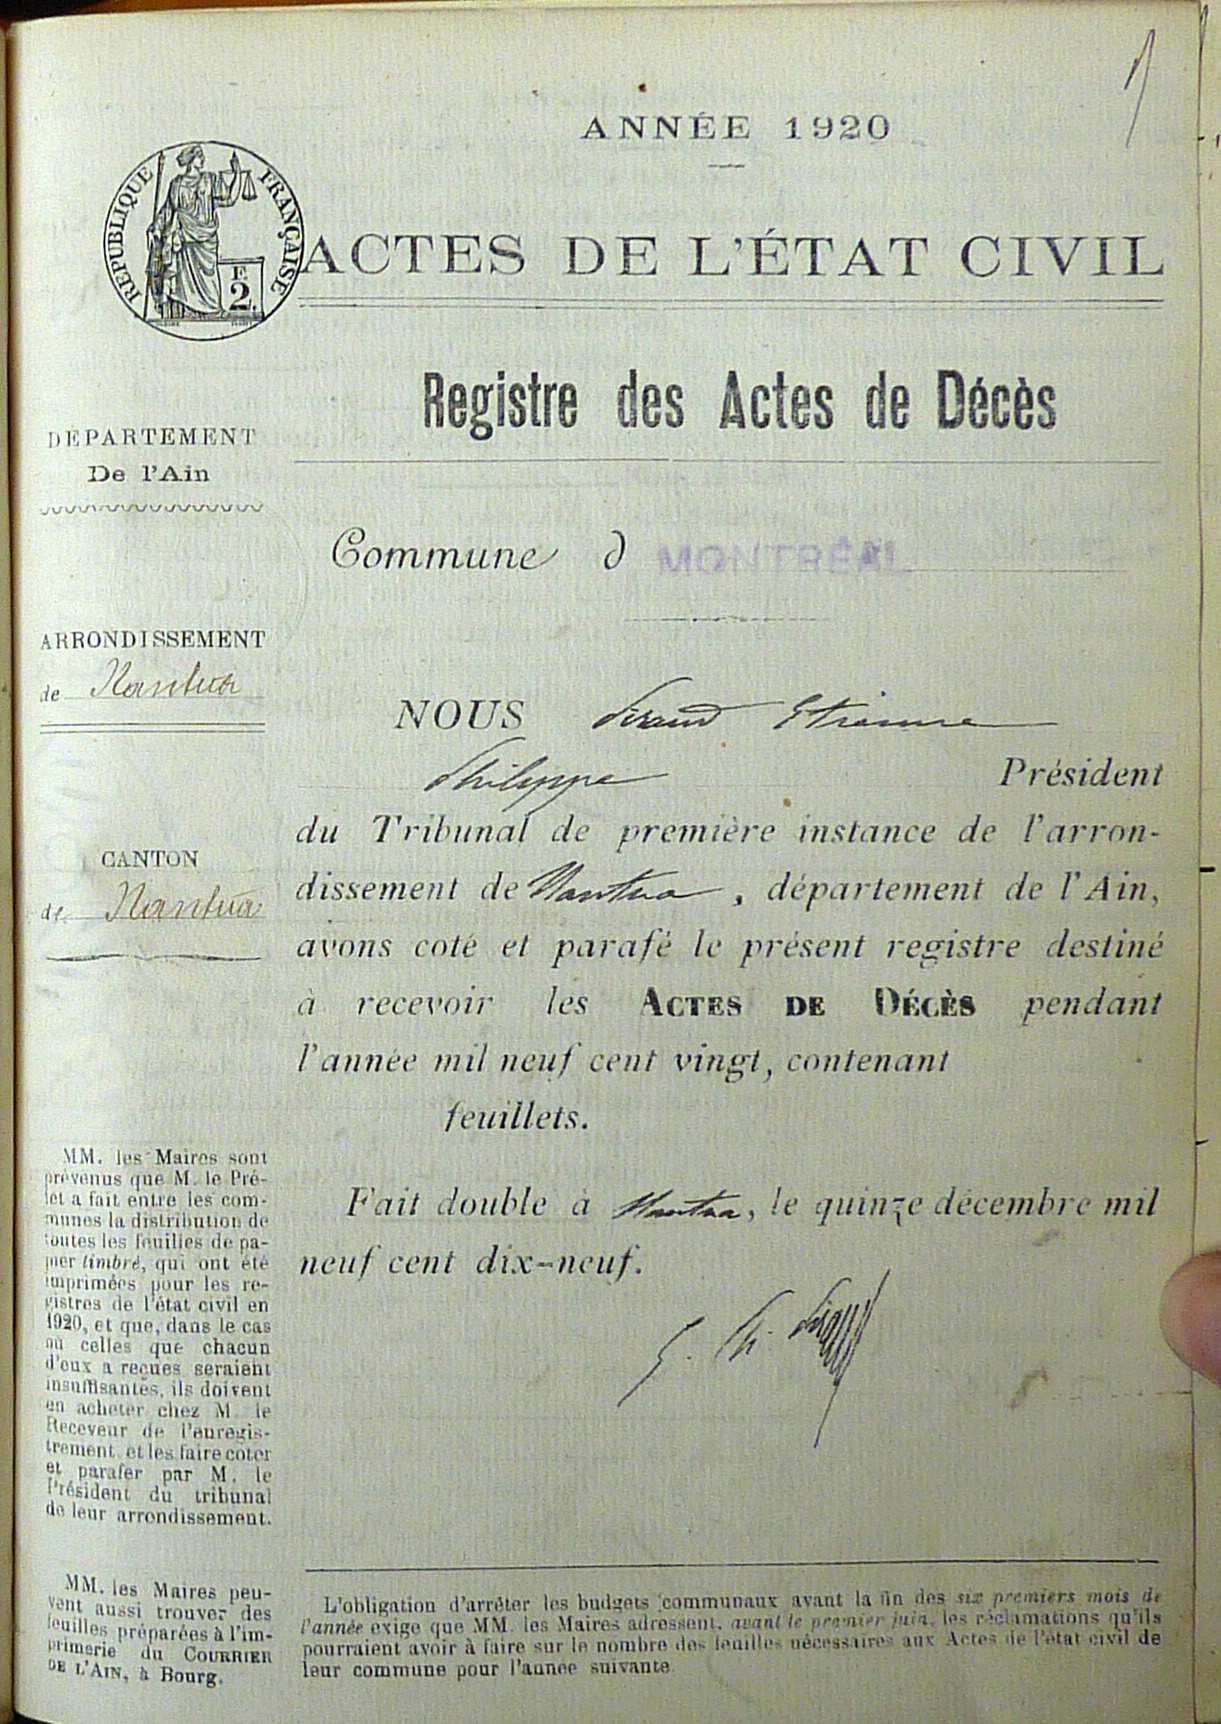 ANNÉE 1920
RÉPUBLIQUE FRANÇAISE
F.
2.
ACTES DE L'ÉTAT CIVIL
Registre des Actes de Décès
DEPARTEMENT
De l'Ain
Commune d MONTRÉAL
ARRONDISSEMENT
de Nantua
CANTON
de Nantua
NOUS Siraud Etienne
Philippe Président
du Tribunal de première instance de l'arron-
dissement de Nantua, département de l'Ain,
avons coté et parafé le présent registre destiné
à recevoir les ACTES DE DÉCÈS pendant
l'année mil neuf cent vingt, contenant
feuillets.
Fait double à Nantua, le quinze décembre mil
neuf cent dix-neuf.
MM. les Maires sont
prévenus que M. le Pré-
fet a fait entre les com-
munes la distribution de
toutes les feuilles de pa-
pier timbré, qui ont été
imprimées pour les re-
gistres de l'état civil en
1920, et que, dans le cas
où celles que chacun
d'eux a reçues seraient
insuffisantes, ils doivent
en acheter chez M. le
Receveur de l'enregis-
trement et les faire coter
et parafer par M. le
Président du tribunal
de leur arrondissement.
MM. les Maires peu-
vent aussi trouver des
feuilles préparées à l'im-
primerie du COURRIER
DE L'AIN, à Bourg.
L'obligation d'arrêter les budgets communaux avant la fin des six premiers mois de
l'année exige que MM. les Maires adressent, avant le premier juin, les réclamations qu'ils
pourraient avoir à faire sur le nombre des feuilles nécessaires aux Actes de l'état civil de
leur commune pour l'année suivante